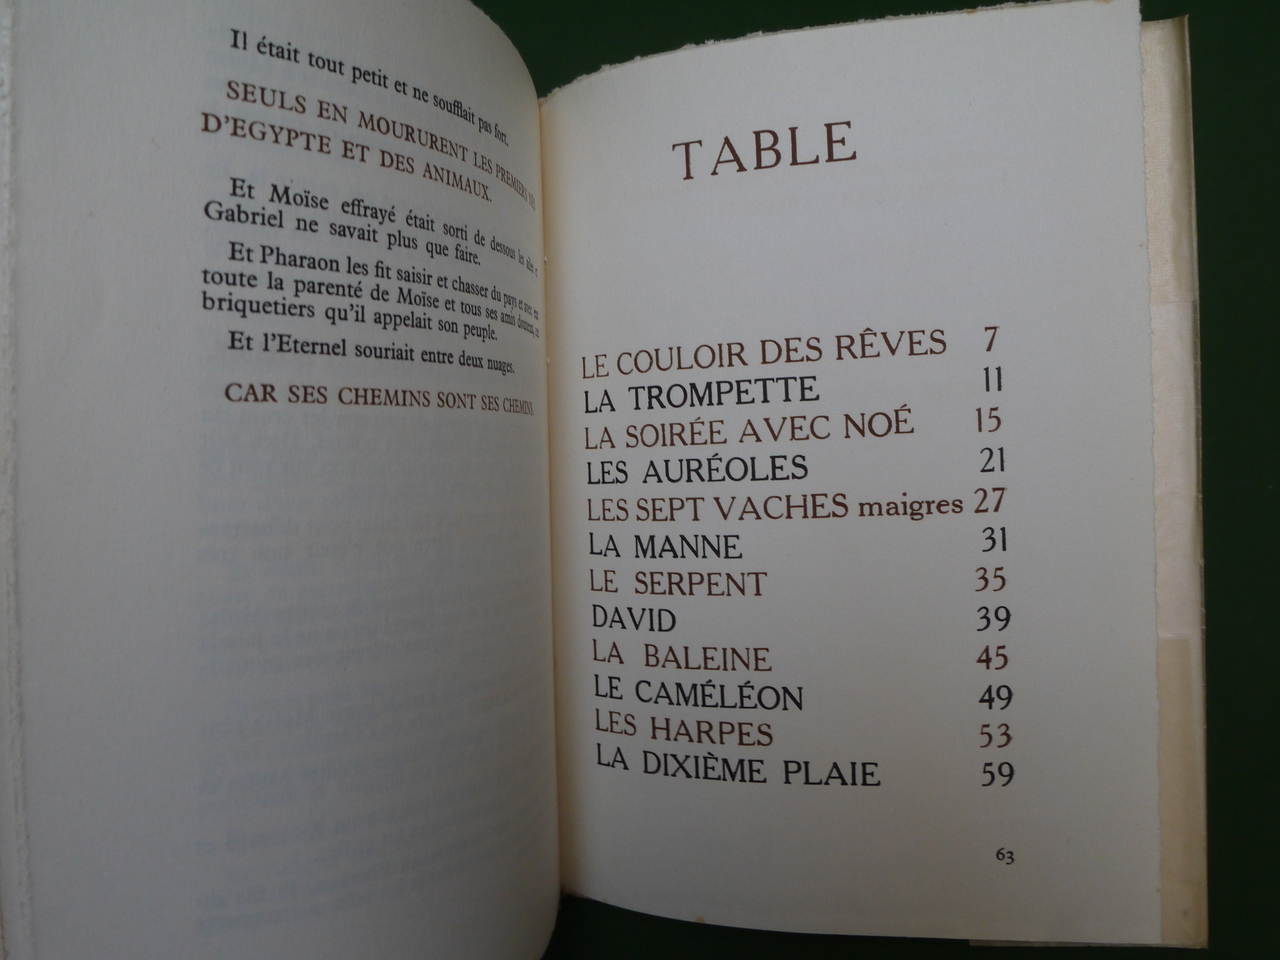 Il était tout petit et ne soufflait pas fort.
SEULS EN MOURURENT LES PREMIERS NÉS
D'EGYPTE ET DES ANIMAUX.
Et Moïse effrayé était sorti de dessous les ailes et
Gabriel ne savait plus que faire.
Et Pharaon les fit saisir et chasser du pays et avec eux
toute la parenté de Moïse et tous ses amis
briquetiers qu'il appelait son peuple.
Et l'Eternel souriait entre deux nuages.
CAR SES CHEMINS SONT SES CHEMINS.
TABLE
LE COULOIR DES RÊVES 7
LA TROMPETTE 11
LA SOIRÉE AVEC NOÉ 15
LES AURÉOLES 21
LES SEPT VACHES maigres 27
LA MANNE 31
LE SERPENT 35
DAVID 39
LA BALEINE 45
LE CAMÉLÉON 49
LES HARPES 53
LA DIXIÈME PLAIE 59
63